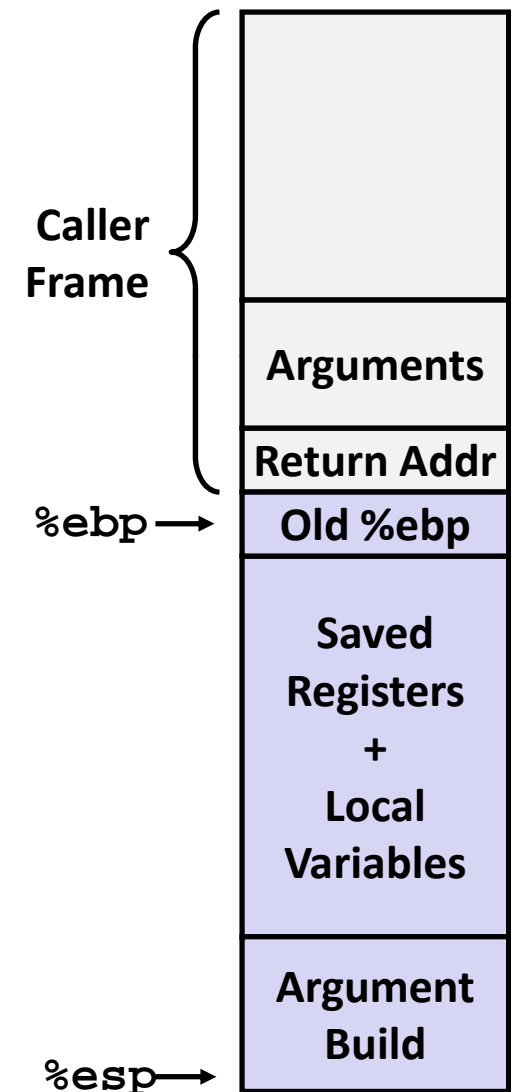 Caller
Frame
Arguments
Return Addr
%ebp
Old %ebp
Saved
Registers
+
Local
Variables
Argument
Build
%esp